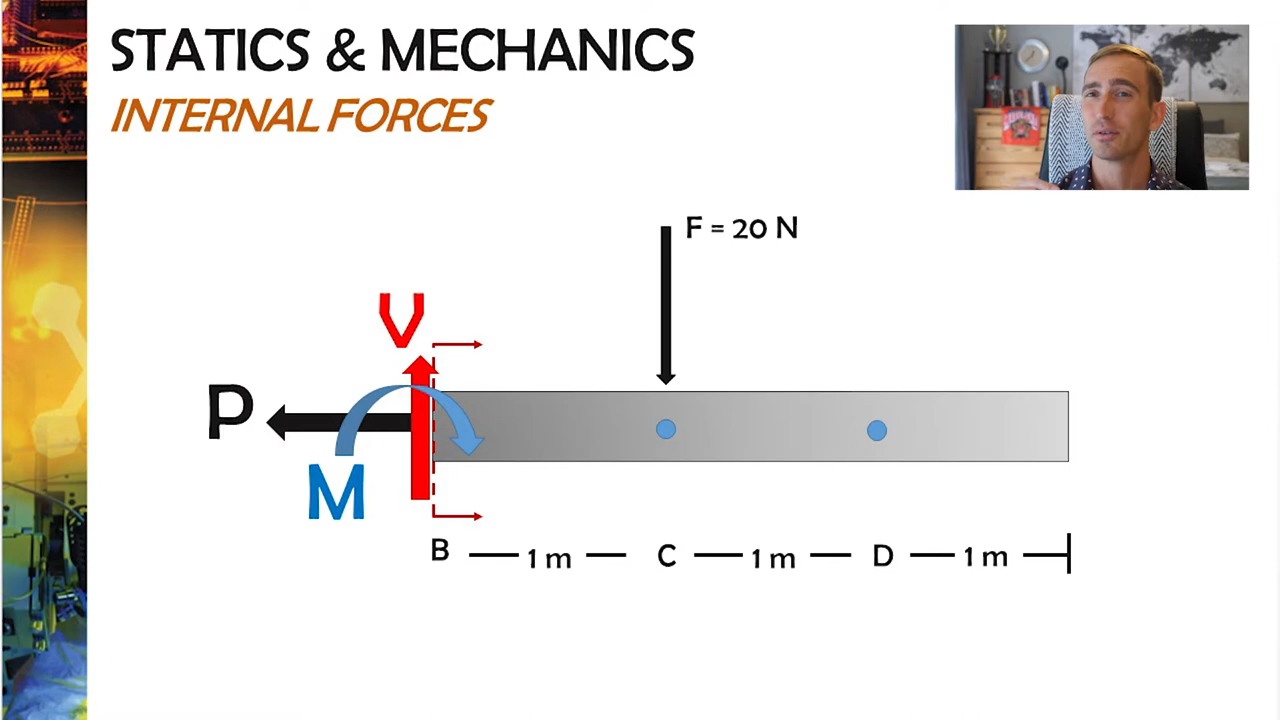 STATICS & MECHANICS
INTERNAL FORCES
F = 20 N
V
P
M
B 1 m C 1 m D 1 m